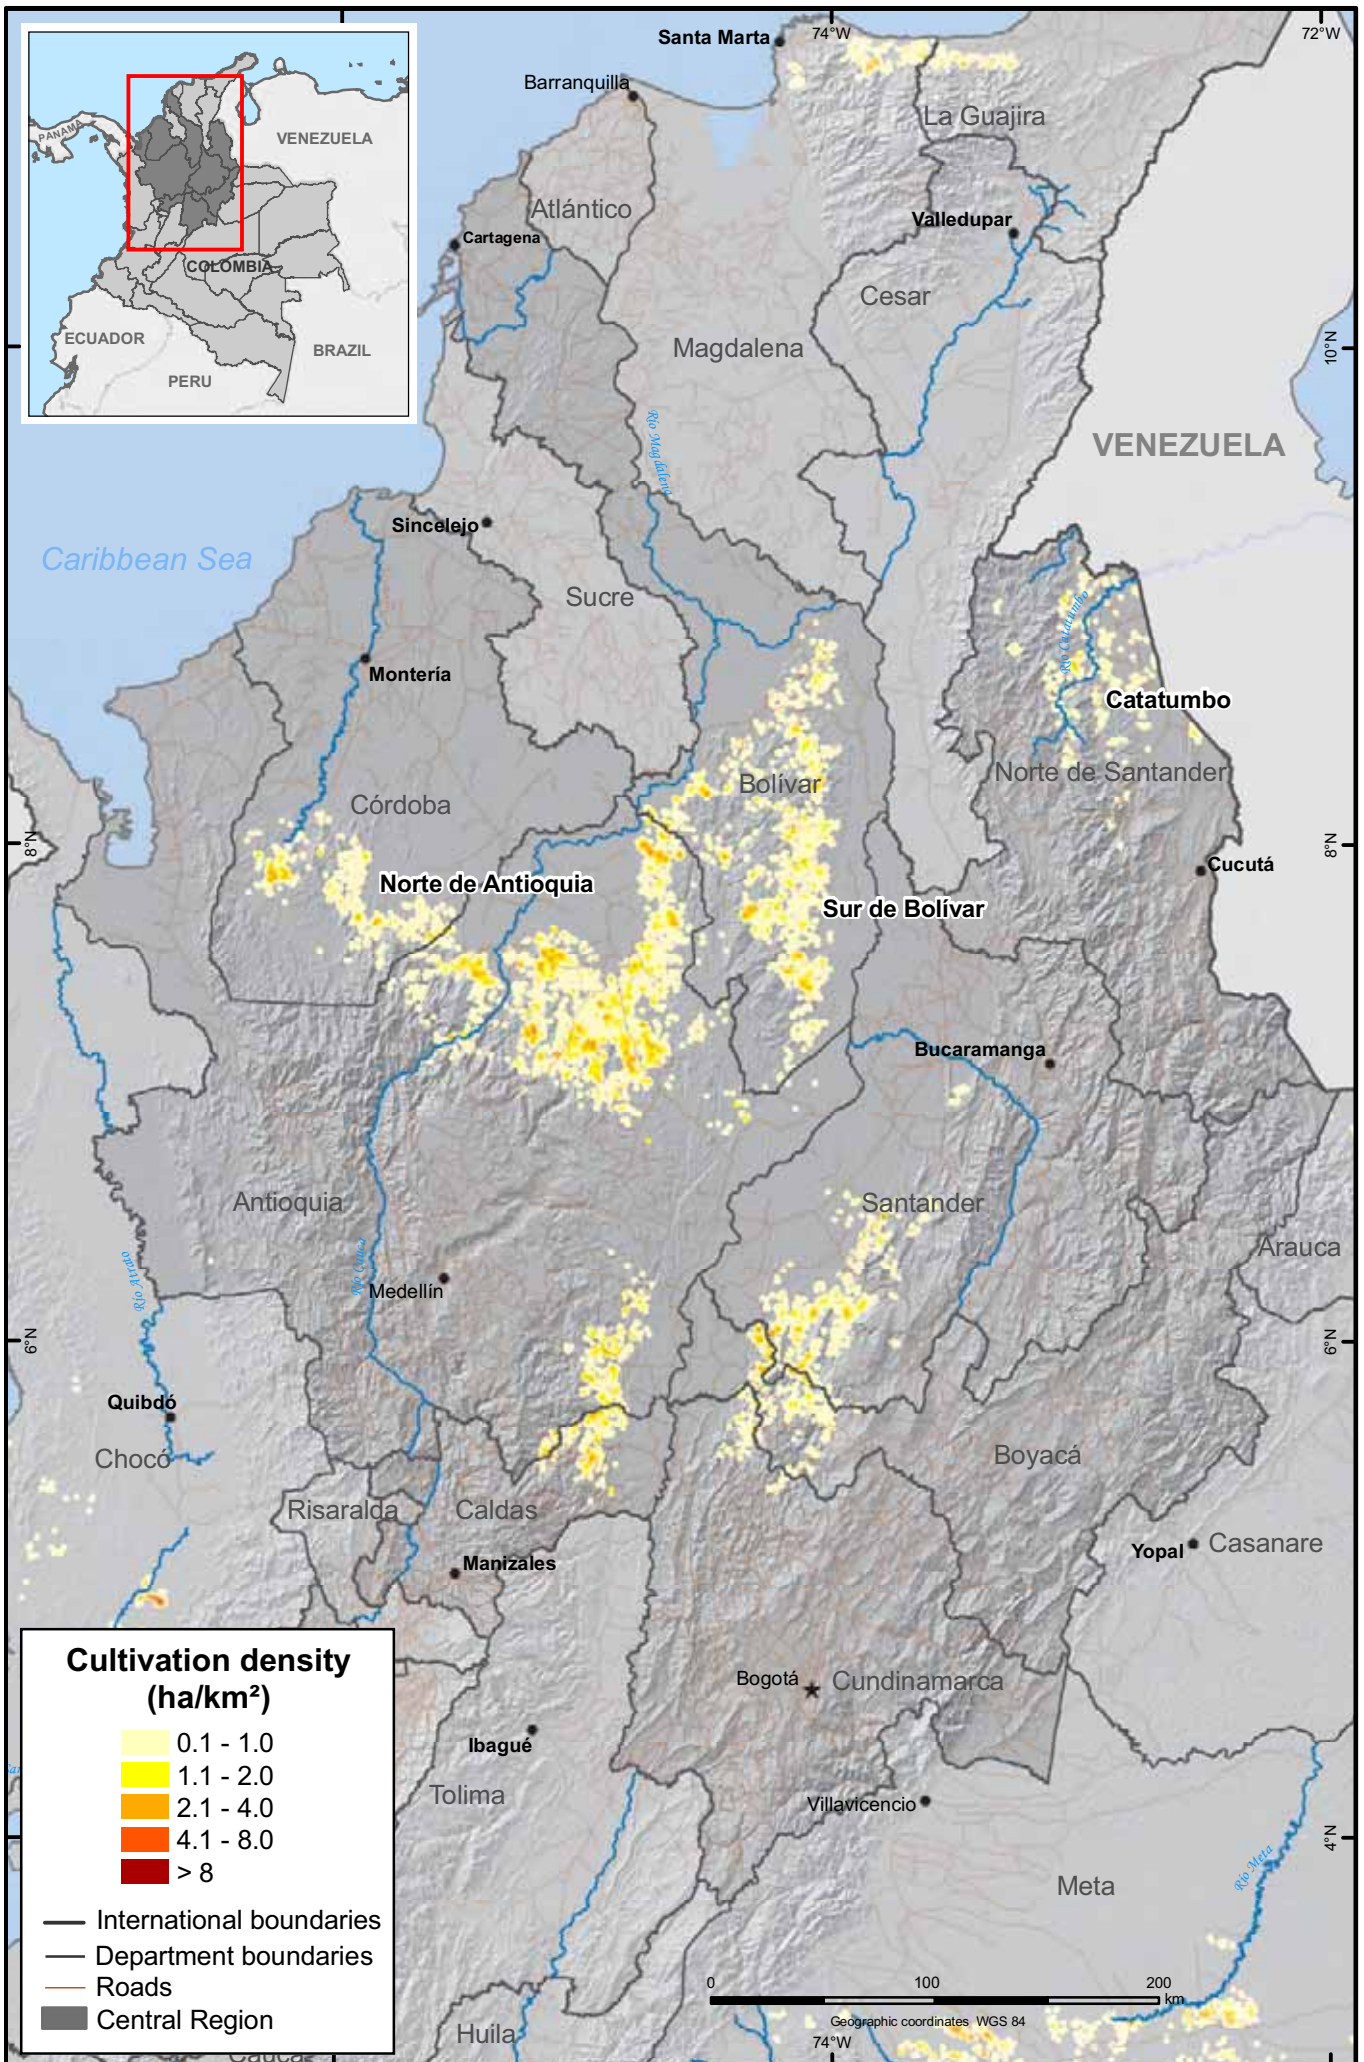 74°W
72°W
Santa Marta
Barranquilla
La Guajira
PANAMA
VENEZUELA
COLOMBIA
ECUADOR
PERU
BRAZIL
Atlántico
Cartagena
Valledupar
Cesar
Magdalena
10°N
Río Magdalena
VENEZUELA
Sincelejo
Caribbean Sea
Sucre
Río Catatumbo
Montería
Catatumbo
Norte de Santander
Bolívar
Córdoba
8°N
8°N
Cucutá
Norte de Antioquia
Sur de Bolívar
Bucaramanga
Antioquia
Santander
Arauca
Río Atrato
Río Cauca
Medellín
6°N
6°N
Quibdó
Chocó
Boyacá
Risaralda
Caldas
Yopal
Casanare
Manizales
Cultivation density
(ha/km²)
0.1 - 1.0
1.1 - 2.0
2.1 - 4.0
4.1 - 8.0
> 8
International boundaries
Department boundaries
Roads
Central Region
Bogotá
Cundinamarca
Ibagué
Tolima
Villavicencio
4°N
Río Meta
Meta
0
100
200
km
Geographic coordinates WGS 84
74°W
Huila
Cauca